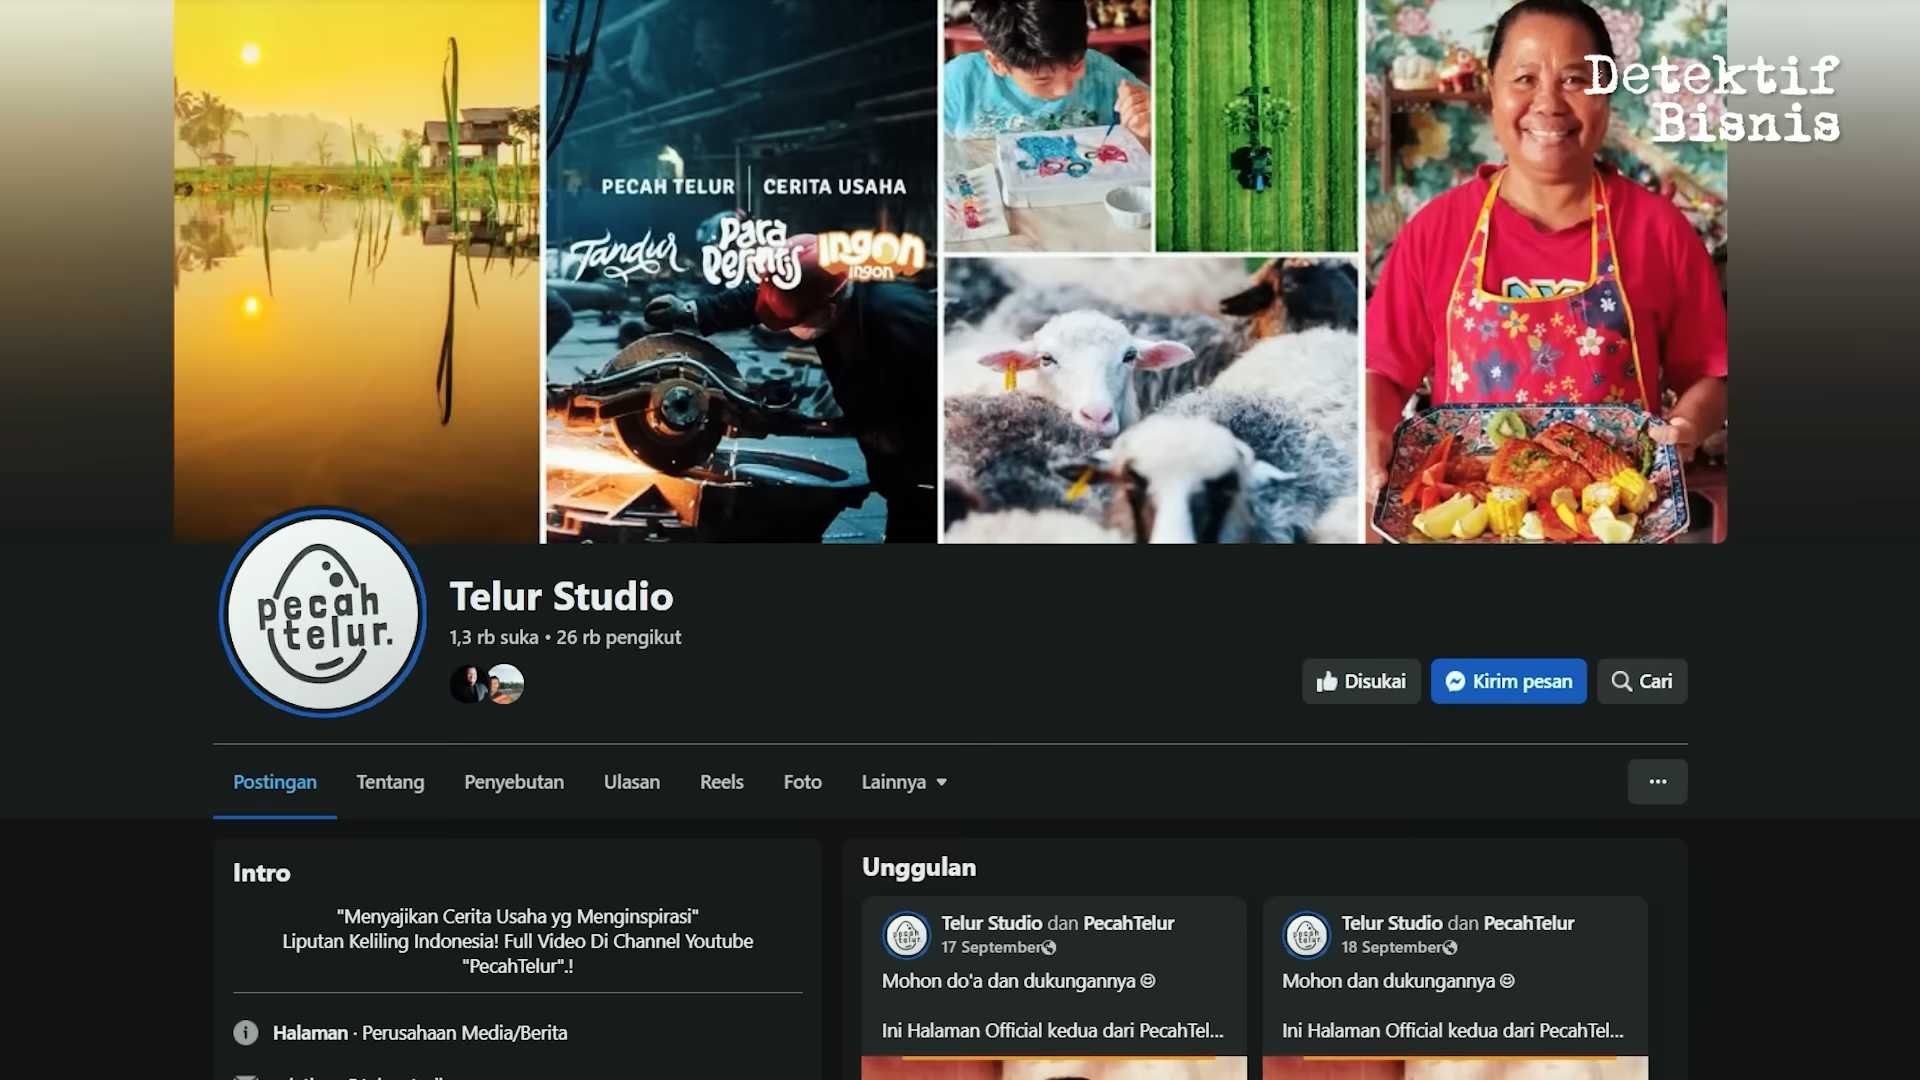 Detektif
Bisnis
PECAH TELUR | CERITA USAHA
Tandur
Para
Perintis
Ingon
Ingon
pecah
telur.
Telur Studio
1,3 rb suka • 26 rb pengikut
Disukai
Kirim pesan
Cari
Postingan
Tentang
Penyebutan
Ulasan
Reels
Foto
Lainnya
Intro
"Menyajikan Cerita Usaha yg Menginspirasi"
Liputan Keliling Indonesia! Full Video Di Channel Youtube
"PecahTelur".!
Halaman · Perusahaan Media/Berita
Unggulan
Telur Studio dan PecahTelur
17 September
Mohon do'a dan dukungannya
Ini Halaman Official kedua dari PecahTel...
Telur Studio dan PecahTelur
18 September
Mohon dan dukungannya
Ini Halaman Official kedua dari PecahTel...